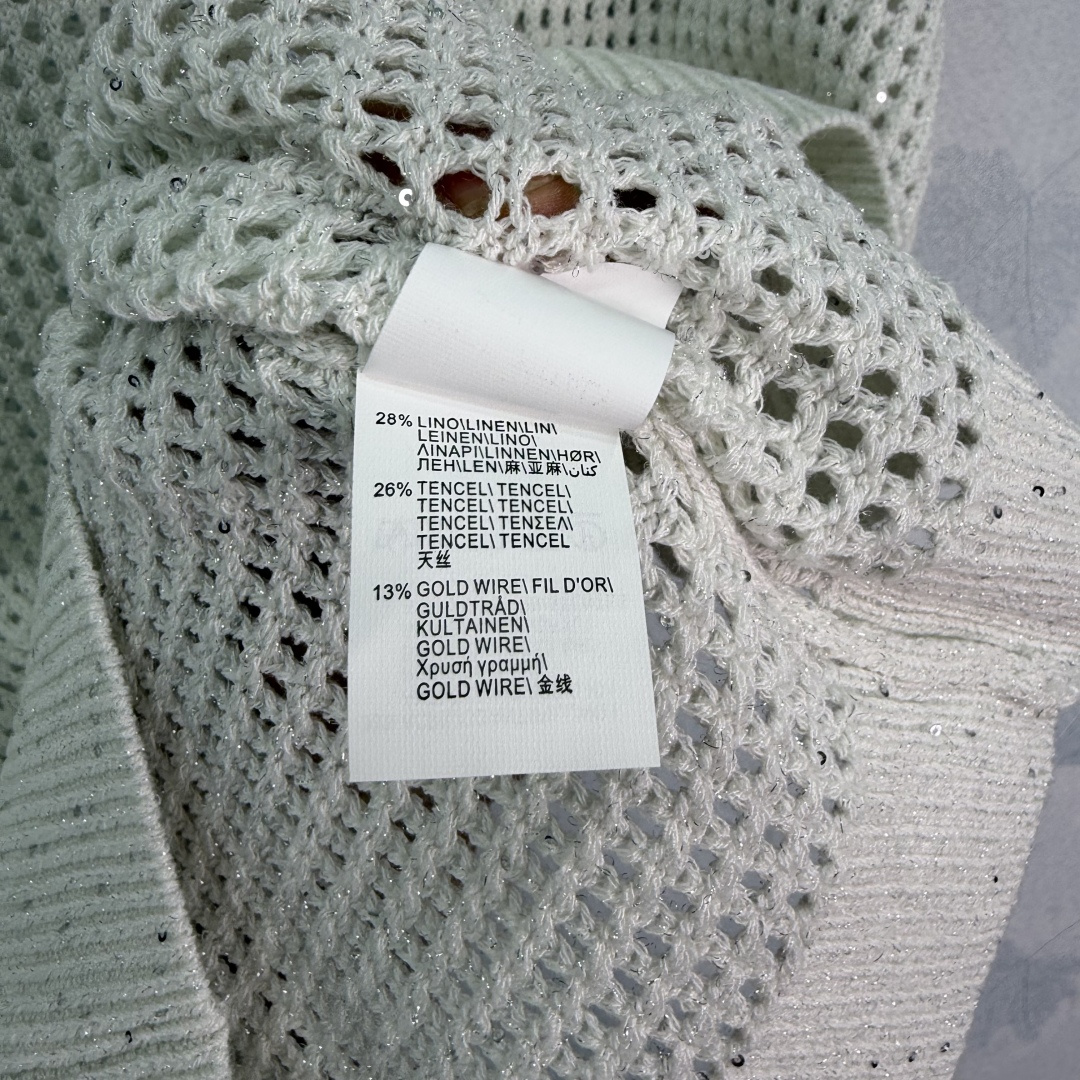 28% LINO\LINEN\LIN\
LEINEN\LINO\
ΛΙΝΑΡΙ\LINNEN\HØR\
ЛЕН\LEN\麻\亚麻\كتان
26% TENCEL\ TENCEL\
TENCEL\ TENCEL\
TENCEL\ ΤΕΝΣΕΛ\
TENCEL\ TENCEL
天丝
13% GOLD WIRE\ FIL D'OR\
GULDTRÅD\
KULTAINEN\
GOLD WIRE\
Χρυσή γραμμή\
GOLD WIRE\ 金线